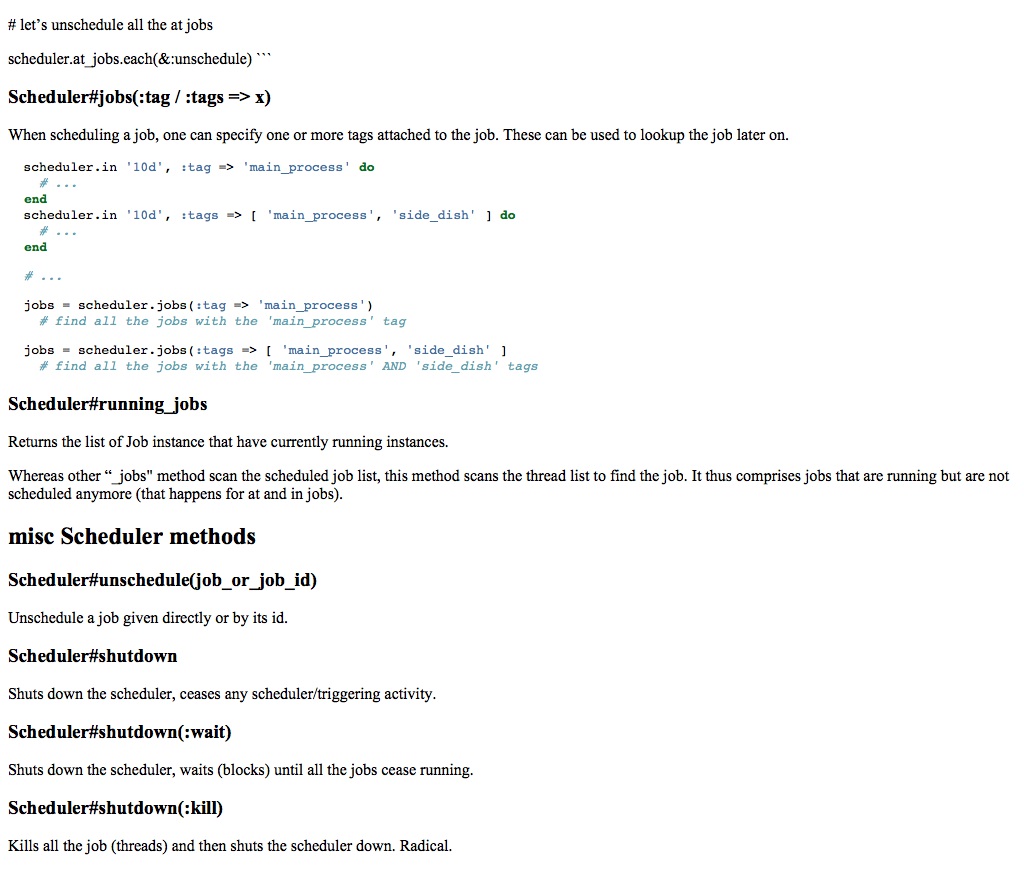 # let’s unschedule all the at jobs
scheduler.at_jobs.each(&:unschedule) ```
Scheduler#jobs(:tag / :tags => x)
When scheduling a job, one can specify one or more tags attached to the job. These can be used to lookup the job later on.
scheduler.in '10d', :tag => 'main_process' do
# ...
end
scheduler.in '10d', :tags => [ 'main_process', 'side_dish' ] do
# ...
end
# ...
jobs = scheduler.jobs(:tag => 'main_process')
# find all the jobs with the 'main_process' tag
jobs = scheduler.jobs(:tags => [ 'main_process', 'side_dish' ]
# find all the jobs with the 'main_process' AND 'side_dish' tags
Scheduler#running_jobs
Returns the list of Job instance that have currently running instances.
Whereas other “_jobs" method scan the scheduled job list, this method scans the thread list to find the job. It thus comprises jobs that are running but are not
scheduled anymore (that happens for at and in jobs).
misc Scheduler methods
Scheduler#unschedule(job_or_job_id)
Unschedule a job given directly or by its id.
Scheduler#shutdown
Shuts down the scheduler, ceases any scheduler/triggering activity.
Scheduler#shutdown(:wait)
Shuts down the scheduler, waits (blocks) until all the jobs cease running.
Scheduler#shutdown(:kill)
Kills all the job (threads) and then shuts the scheduler down. Radical.